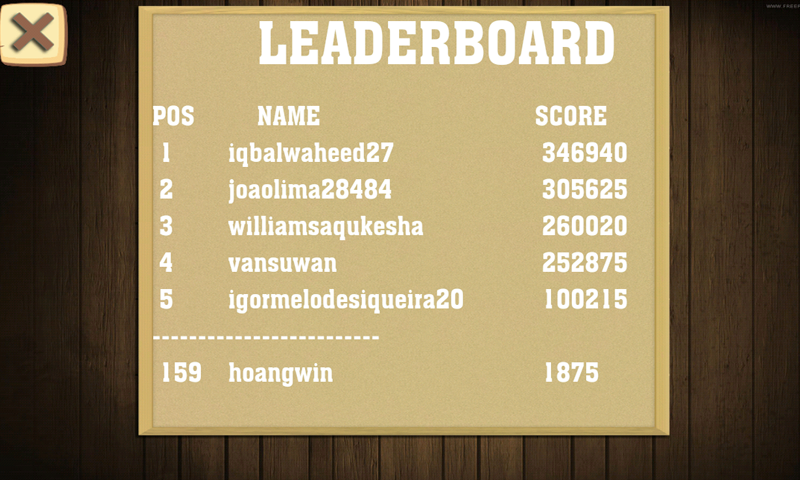 LEADERBOARD
POS NAME SCORE
1 iqbalwaheed27 346940
2 joaolima28484 305625
3 williamsaqukesha 260020
4 vansuwan 252875
5 igormelodesiqueira20 100215
-------------------------
159 hoangwin 1875